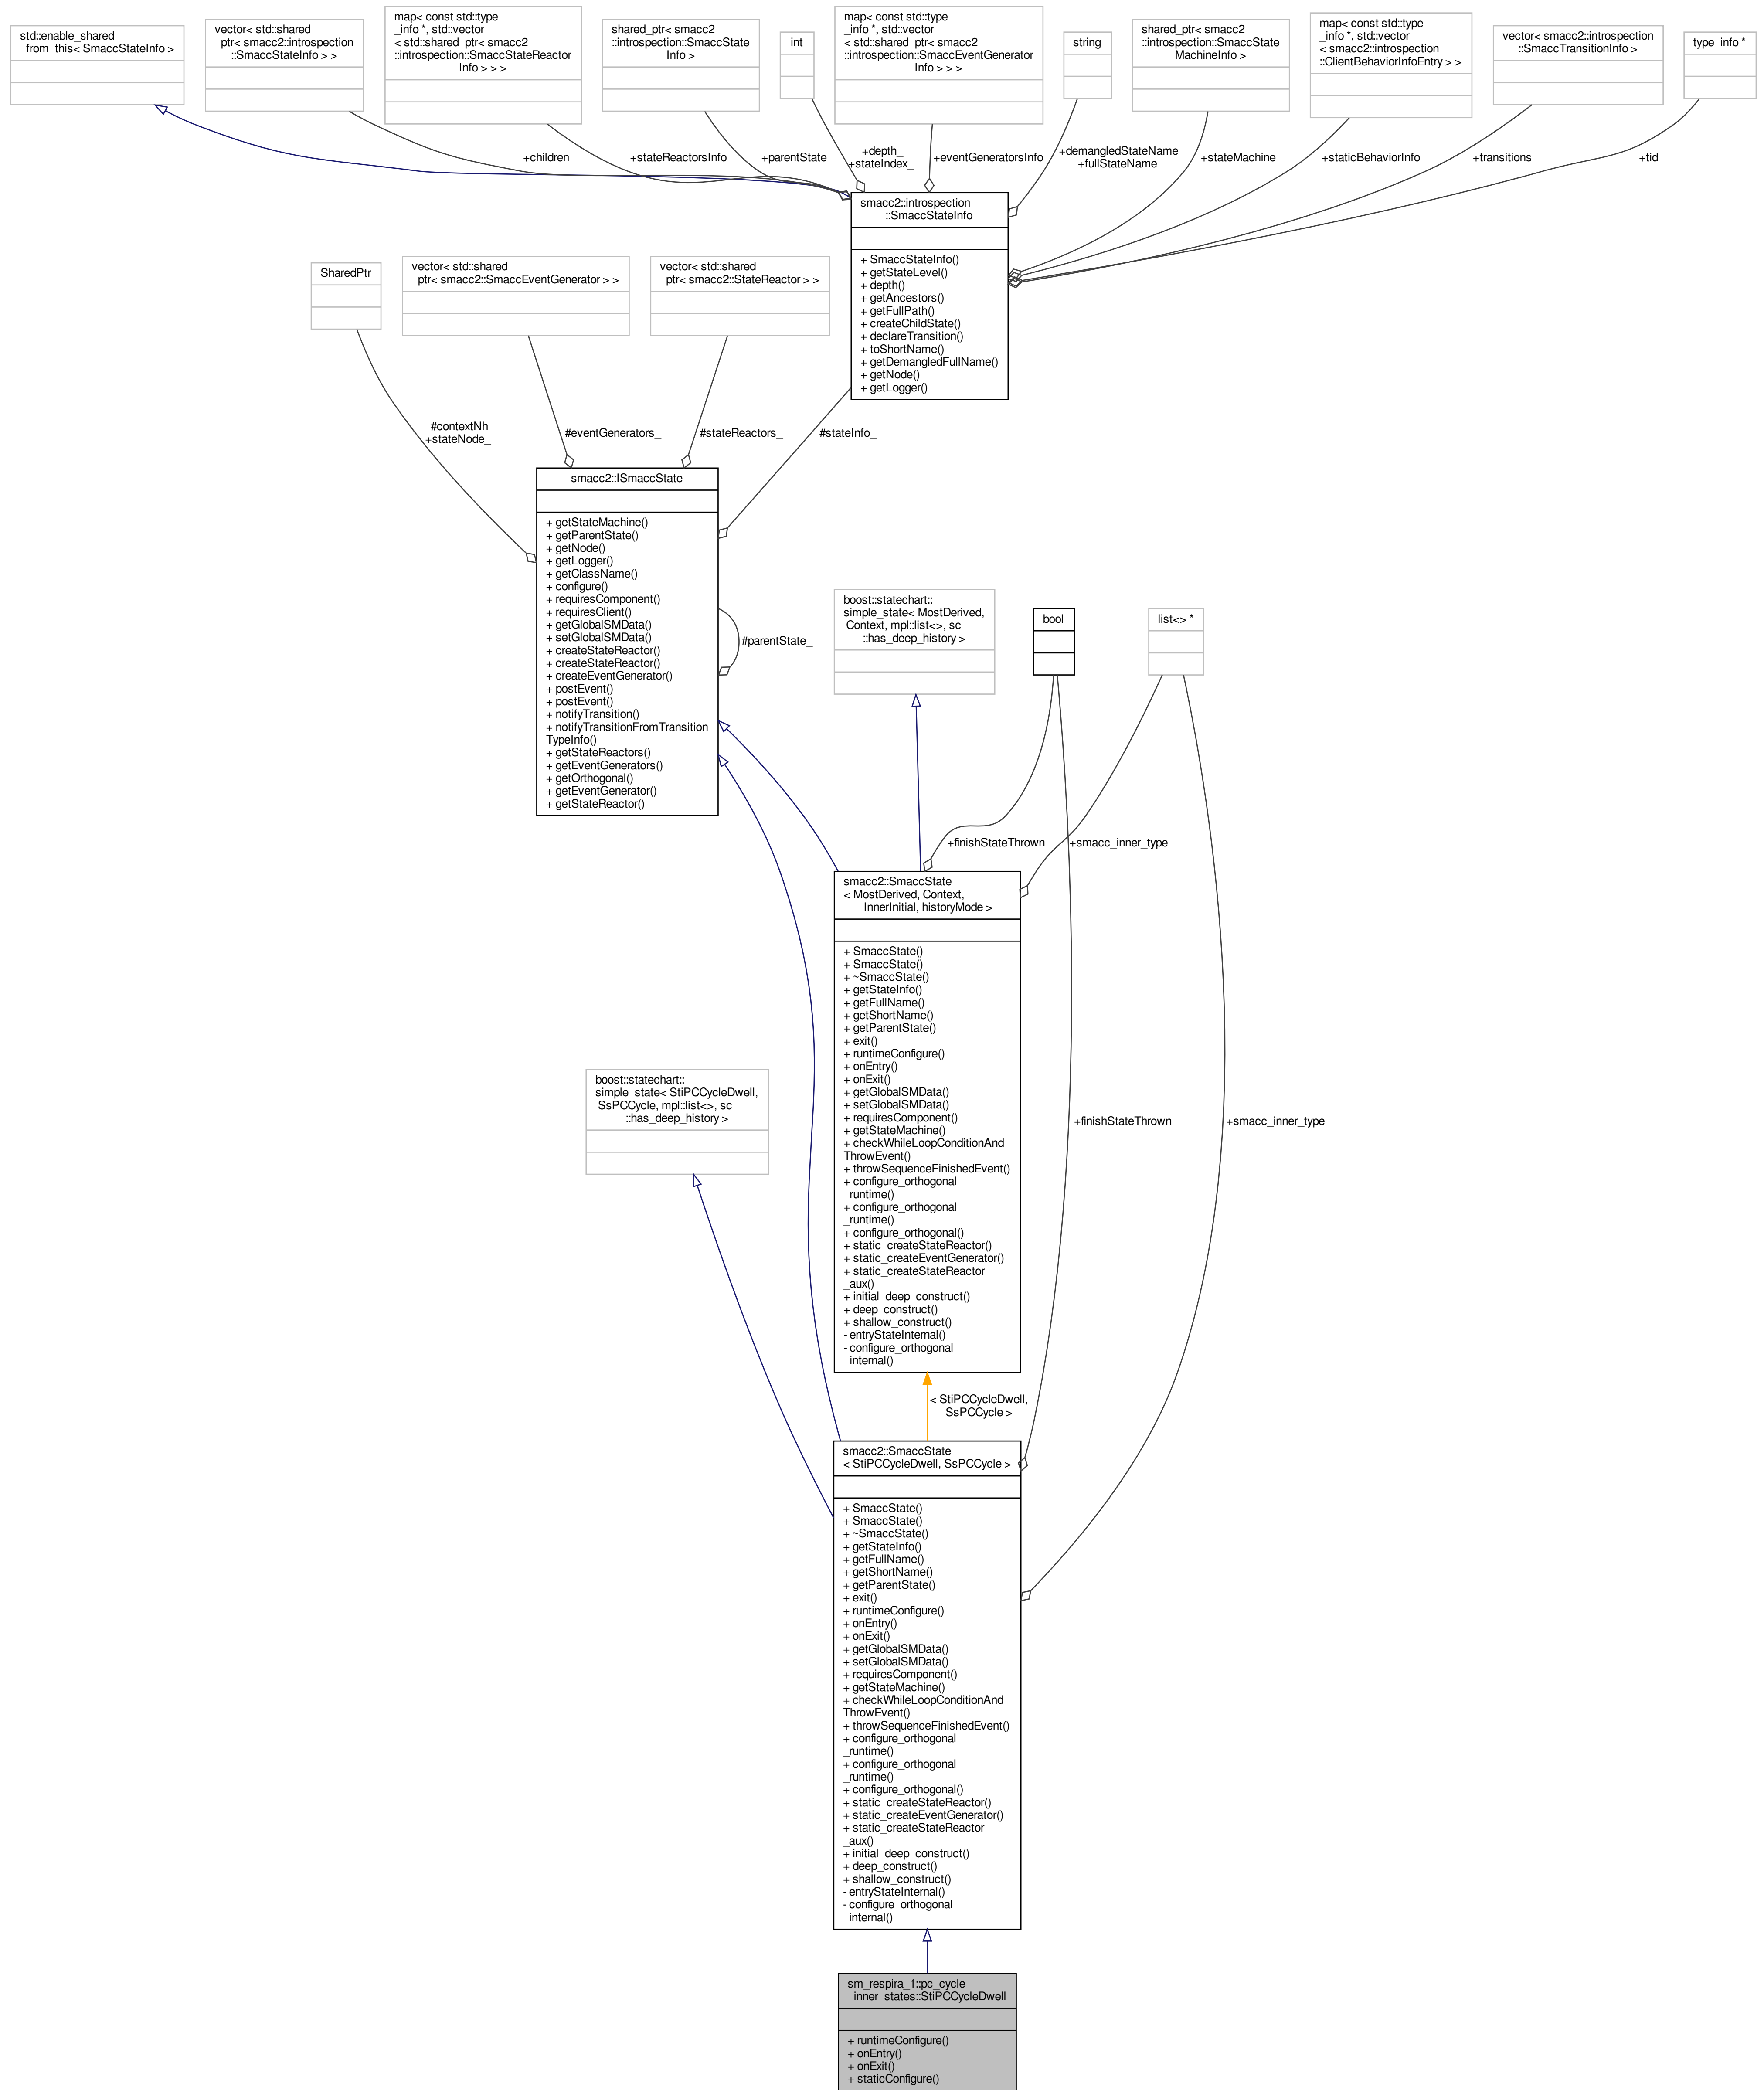 std::enable_shared
_from_this< SmaccStateInfo >
vector< std::shared
_ptr< smacc2::introspection
::SmaccStateInfo > >
map< const std::type
_info *, std::vector
< std::shared_ptr< smacc2
::introspection::SmaccStateReactor
Info > > >
shared_ptr< smacc2
::introspection::SmaccState
Info >
int
map< const std::type
_info *, std::vector
< std::shared_ptr< smacc2
::introspection::SmaccEventGenerator
Info > > >
string
shared_ptr< smacc2
::introspection::SmaccState
MachineInfo >
map< const std::type
_info *, std::vector
< smacc2::introspection
::ClientBehaviorInfoEntry > >
vector< smacc2::introspection
::SmaccTransitionInfo >
type_info *
+children_
+stateReactorsInfo
+parentState_
+depth_
+stateIndex_
+eventGeneratorsInfo
+demangledStateName
+fullStateName
+stateMachine_
+staticBehaviorInfo
+transitions_
+tid_
smacc2::introspection
::SmaccStateInfo
+ SmaccStateInfo()
+ getStateLevel()
+ depth()
+ getAncestors()
+ getFullPath()
+ createChildState()
+ declareTransition()
+ toShortName()
+ getDemangledFullName()
+ getNode()
+ getLogger()
SharedPtr
vector< std::shared
_ptr< smacc2::SmaccEventGenerator > >
vector< std::shared
_ptr< smacc2::StateReactor > >
#contextNh
+stateNode_
#eventGenerators_
#stateReactors_
#stateInfo_
smacc2::ISmaccState
+ getStateMachine()
+ getParentState()
+ getNode()
+ getLogger()
+ getClassName()
+ configure()
+ requiresComponent()
+ requiresClient()
+ getGlobalSMData()
+ setGlobalSMData()
+ createStateReactor()
+ createStateReactor()
+ createEventGenerator()
+ postEvent()
+ postEvent()
+ notifyTransition()
+ notifyTransitionFromTransition
TypeInfo()
+ getStateReactors()
+ getEventGenerators()
+ getOrthogonal()
+ getEventGenerator()
+ getStateReactor()
#parentState_
boost::statechart::
simple_state< MostDerived,
Context, mpl::list<>, sc
::has_deep_history >
bool
list<> *
+finishStateThrown
+smacc_inner_type
smacc2::SmaccState
< MostDerived, Context,
InnerInitial, historyMode >
+ SmaccState()
+ SmaccState()
+ ~SmaccState()
+ getStateInfo()
+ getFullName()
+ getShortName()
+ getParentState()
+ exit()
+ runtimeConfigure()
+ onEntry()
+ onExit()
+ getGlobalSMData()
+ setGlobalSMData()
+ requiresComponent()
+ getStateMachine()
+ checkWhileLoopConditionAnd
ThrowEvent()
+ throwSequenceFinishedEvent()
+ configure_orthogonal
_runtime()
+ configure_orthogonal
_runtime()
+ configure_orthogonal()
+ static_createStateReactor()
+ static_createEventGenerator()
+ static_createStateReactor
_aux()
+ initial_deep_construct()
+ deep_construct()
+ shallow_construct()
- entryStateInternal()
- configure_orthogonal
_internal()
boost::statechart::
simple_state< StiPCCycleDwell,
SsPCCycle, mpl::list<>, sc
::has_deep_history >
+finishStateThrown
+smacc_inner_type
< StiPCCycleDwell,
SsPCCycle >
smacc2::SmaccState
< StiPCCycleDwell, SsPCCycle >
+ SmaccState()
+ SmaccState()
+ ~SmaccState()
+ getStateInfo()
+ getFullName()
+ getShortName()
+ getParentState()
+ exit()
+ runtimeConfigure()
+ onEntry()
+ onExit()
+ getGlobalSMData()
+ setGlobalSMData()
+ requiresComponent()
+ getStateMachine()
+ checkWhileLoopConditionAnd
ThrowEvent()
+ throwSequenceFinishedEvent()
+ configure_orthogonal
_runtime()
+ configure_orthogonal
_runtime()
+ configure_orthogonal()
+ static_createStateReactor()
+ static_createEventGenerator()
+ static_createStateReactor
_aux()
+ initial_deep_construct()
+ deep_construct()
+ shallow_construct()
- entryStateInternal()
- configure_orthogonal
_internal()
sm_respira_1::pc_cycle
_inner_states::StiPCCycleDwell
+ runtimeConfigure()
+ onEntry()
+ onExit()
+ staticConfigure()